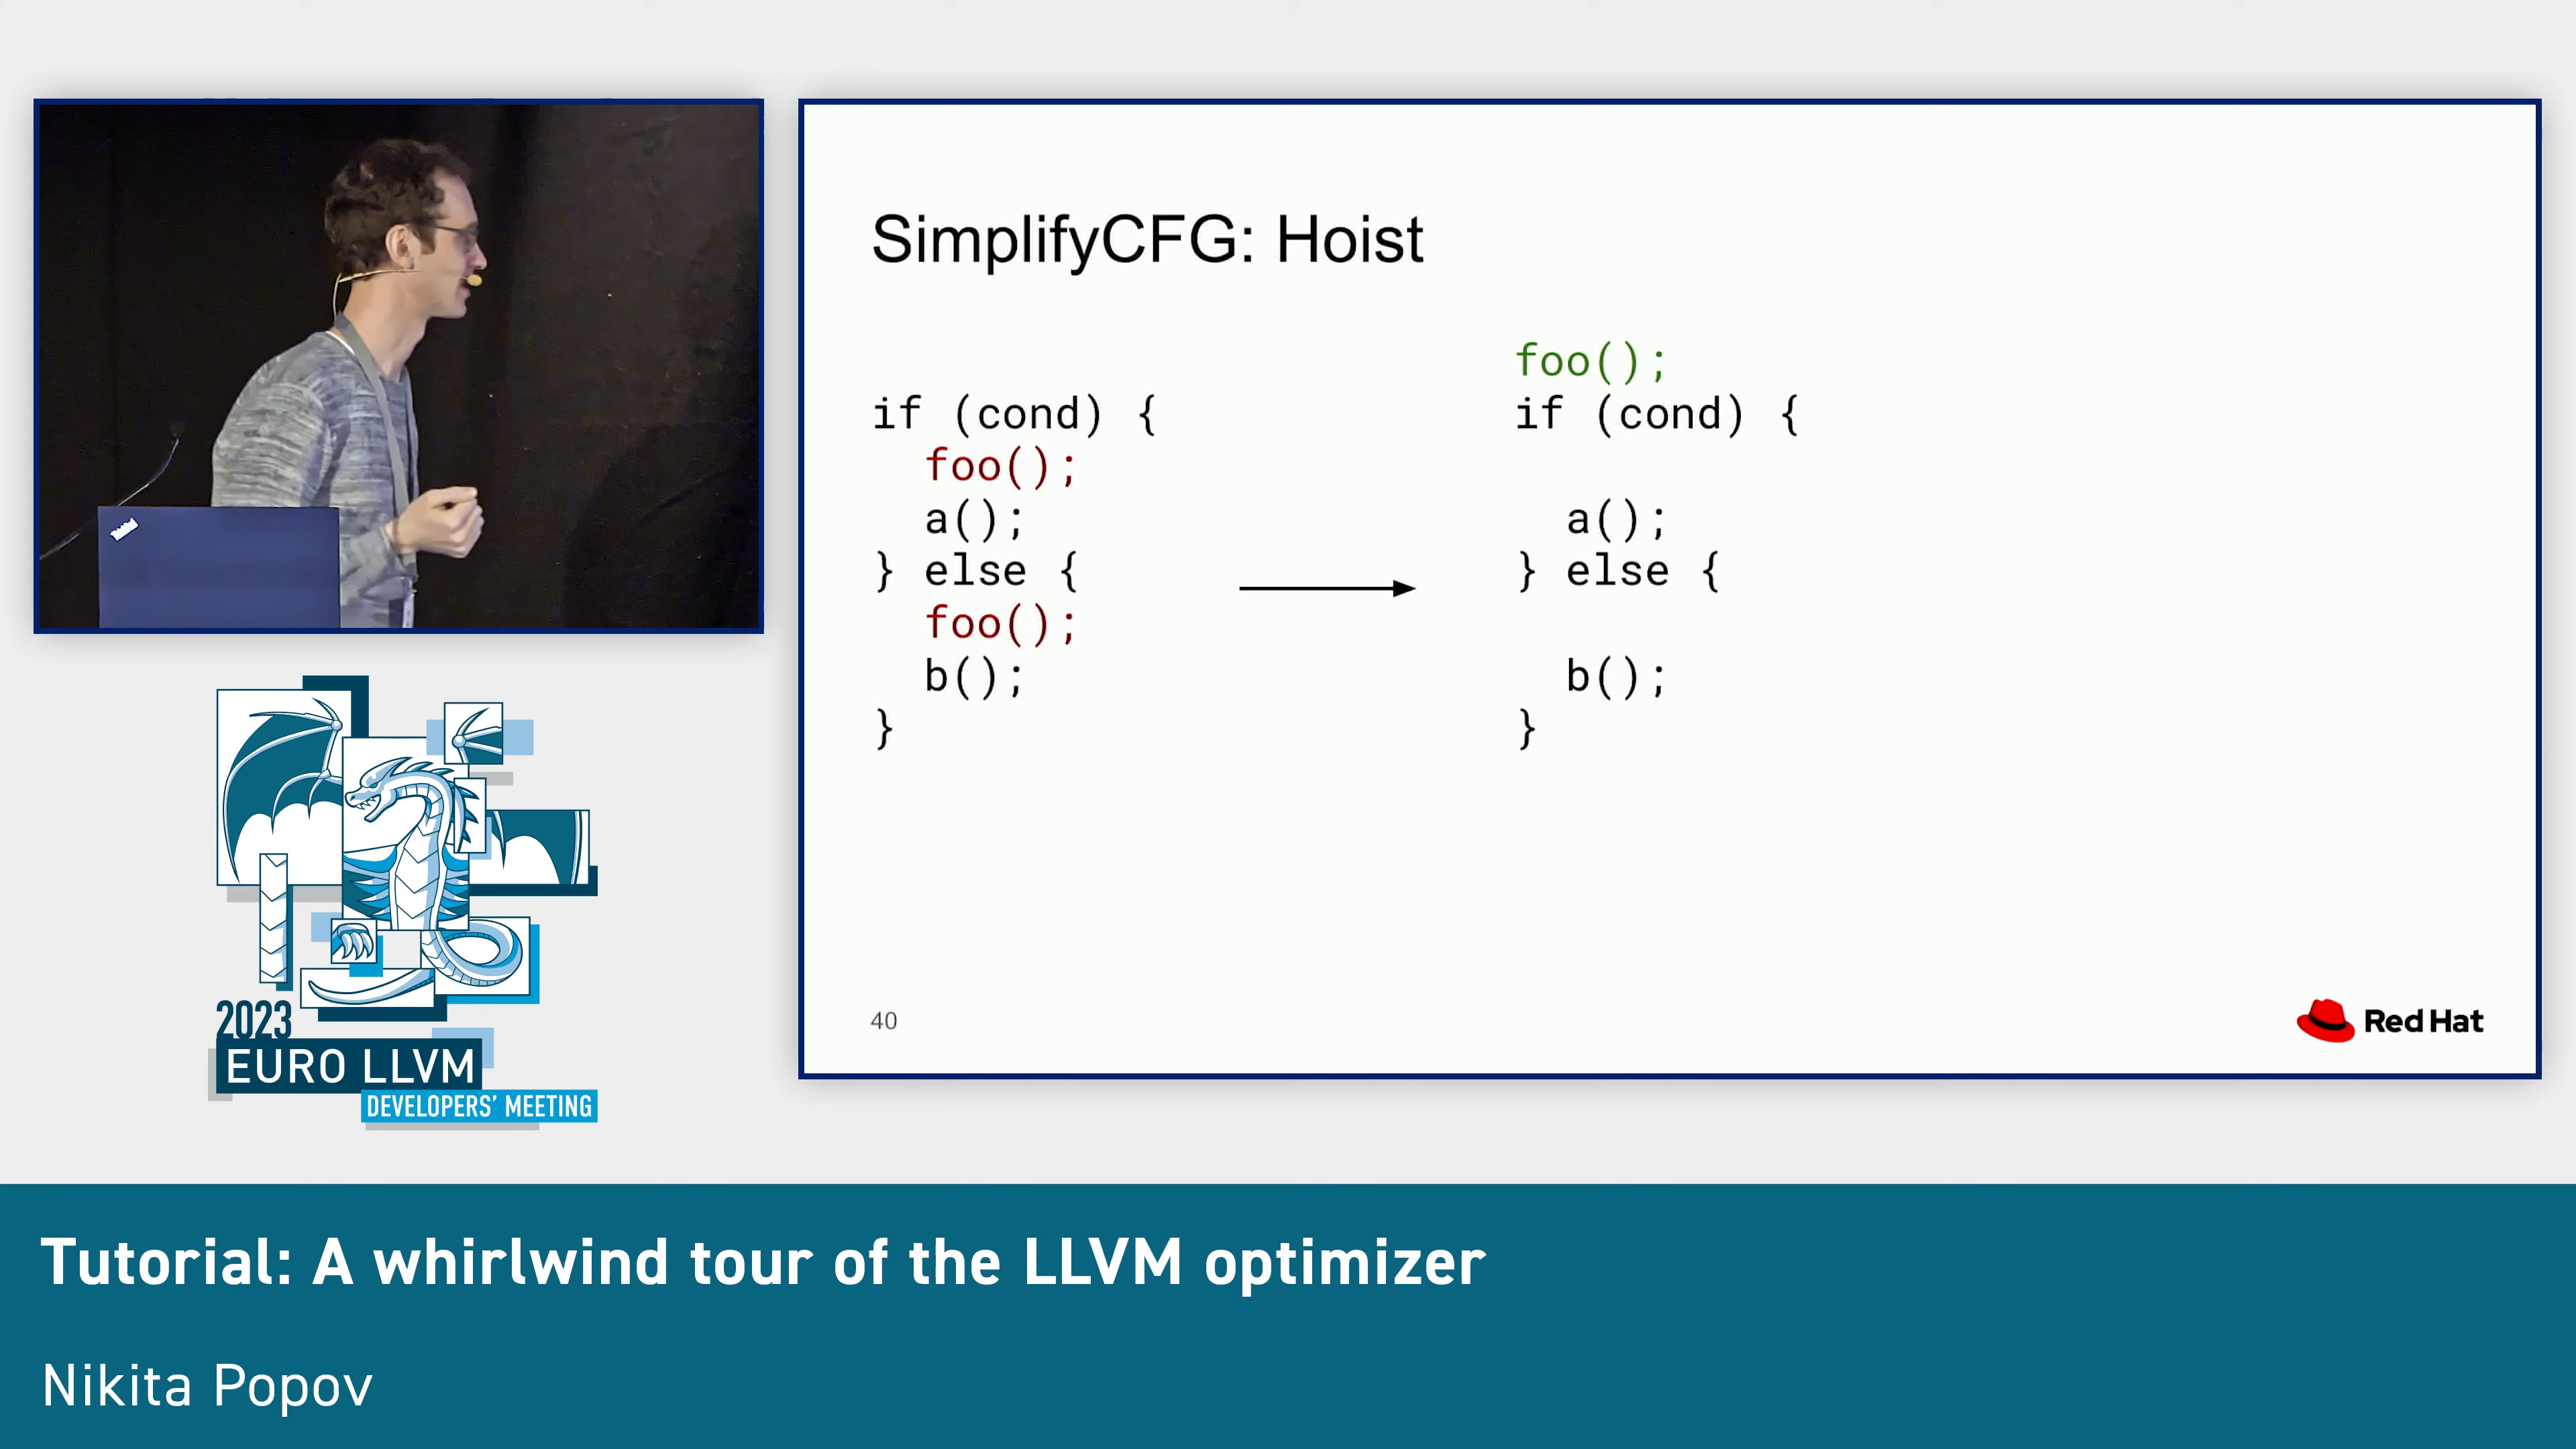 SimplifyCFG: Hoist
if (cond) {
foo();
a();
} else {
foo();
b();
}
foo();
if (cond) {
a();
} else {
b();
}
40
Red Hat
2023
EURO LLVM
DEVELOPERS' MEETING
Tutorial: A whirlwind tour of the LLVM optimizer
Nikita Popov